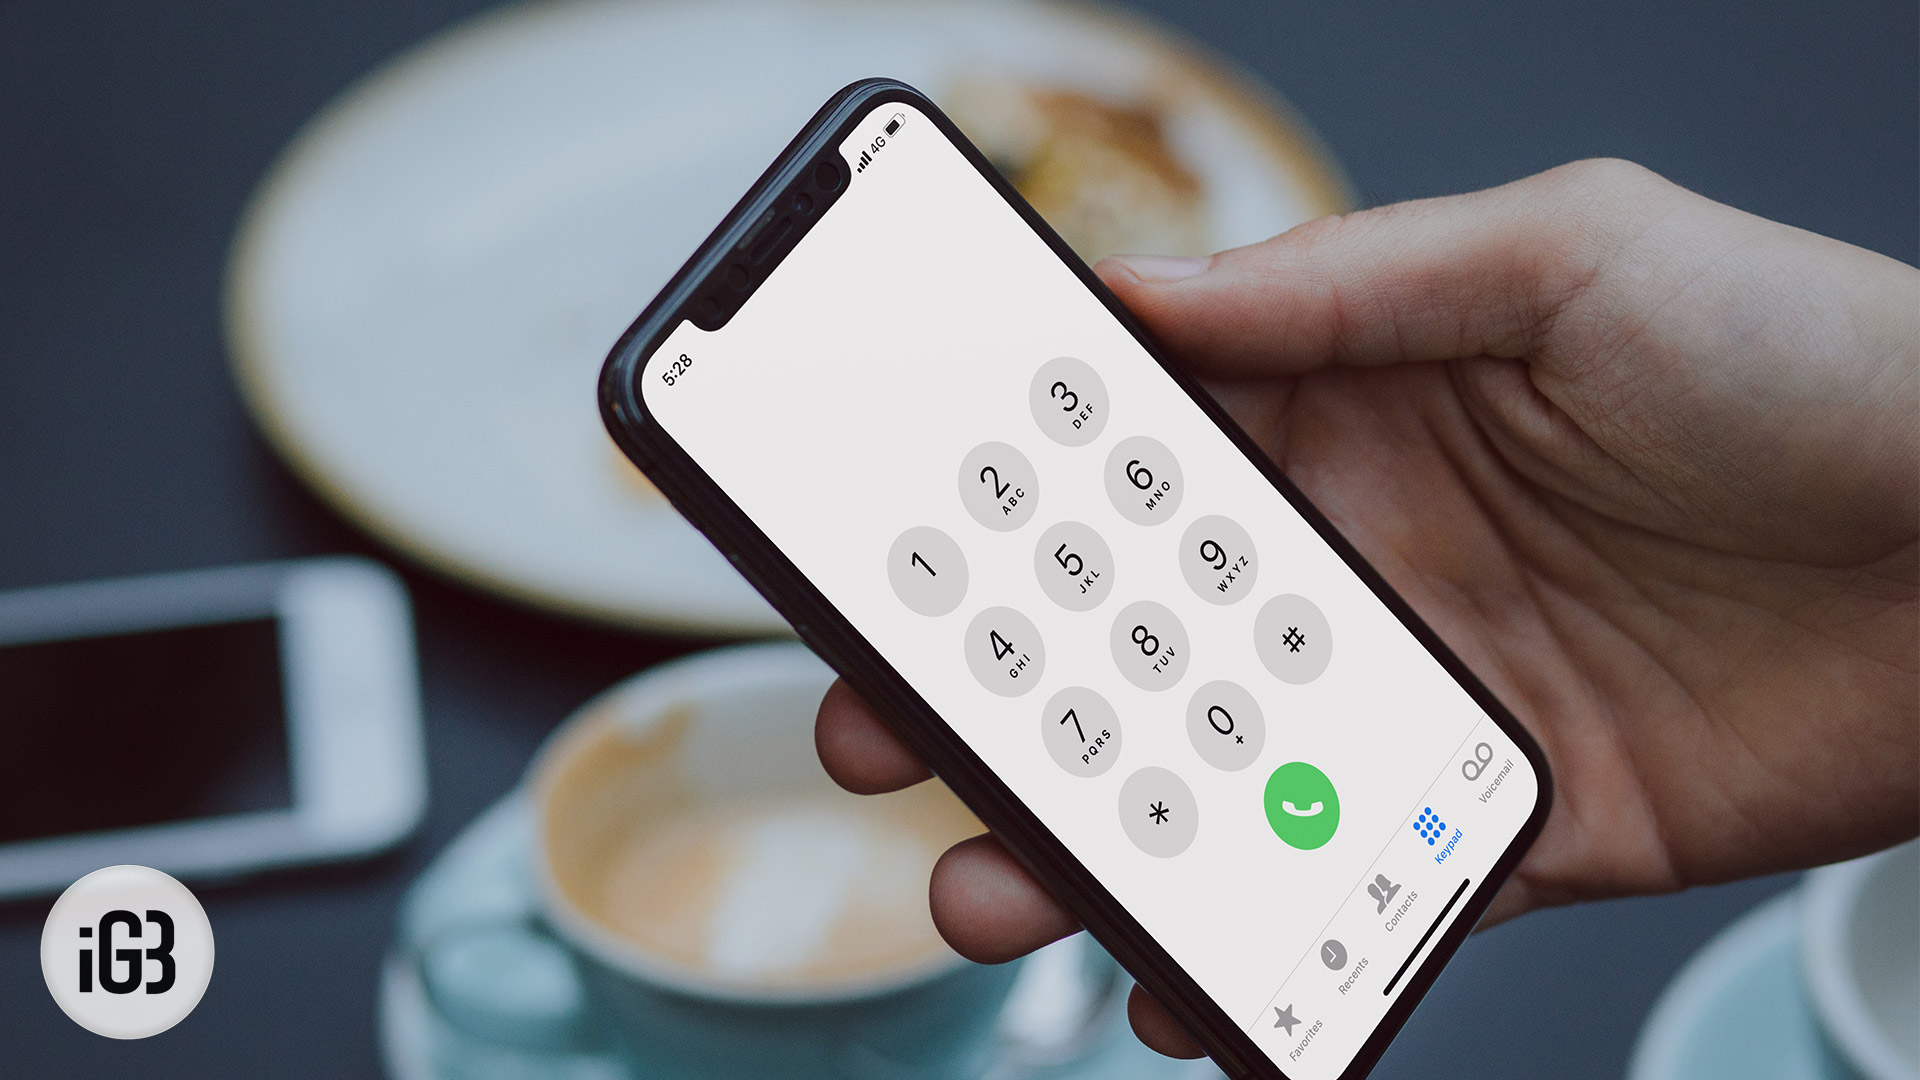 5:28
4G
1
2
ABC
3
DEF
4
GHI
5
JKL
6
MNO
7
PQRS
8
TUV
9
WXYZ
*
0
+
#
Favorites
Recents
Contacts
Keypad
Voicemail
iGB